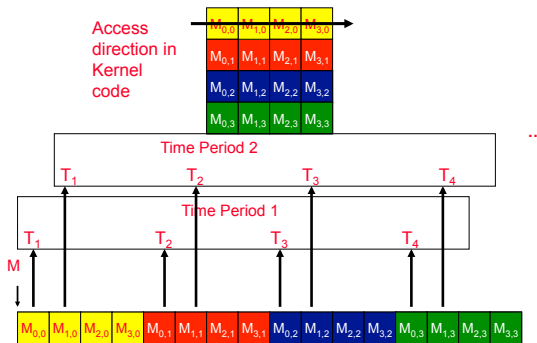 Access
direction in
Kernel
code
M0,0 M1,0 M2,0 M3,0
M0,1 M1,1 M2,1 M3,1
M0,2 M1,2 M2,2 M3,2
M0,3 M1,3 M2,3 M3,3
..
Time Period 2
T1 T2 T3 T4
Time Period 1
T1 T2 T3 T4
M
M0,0 M1,0 M2,0 M3,0 M0,1 M1,1 M2,1 M3,1 M0,2 M1,2 M2,2 M3,2 M0,3 M1,3 M2,3 M3,3